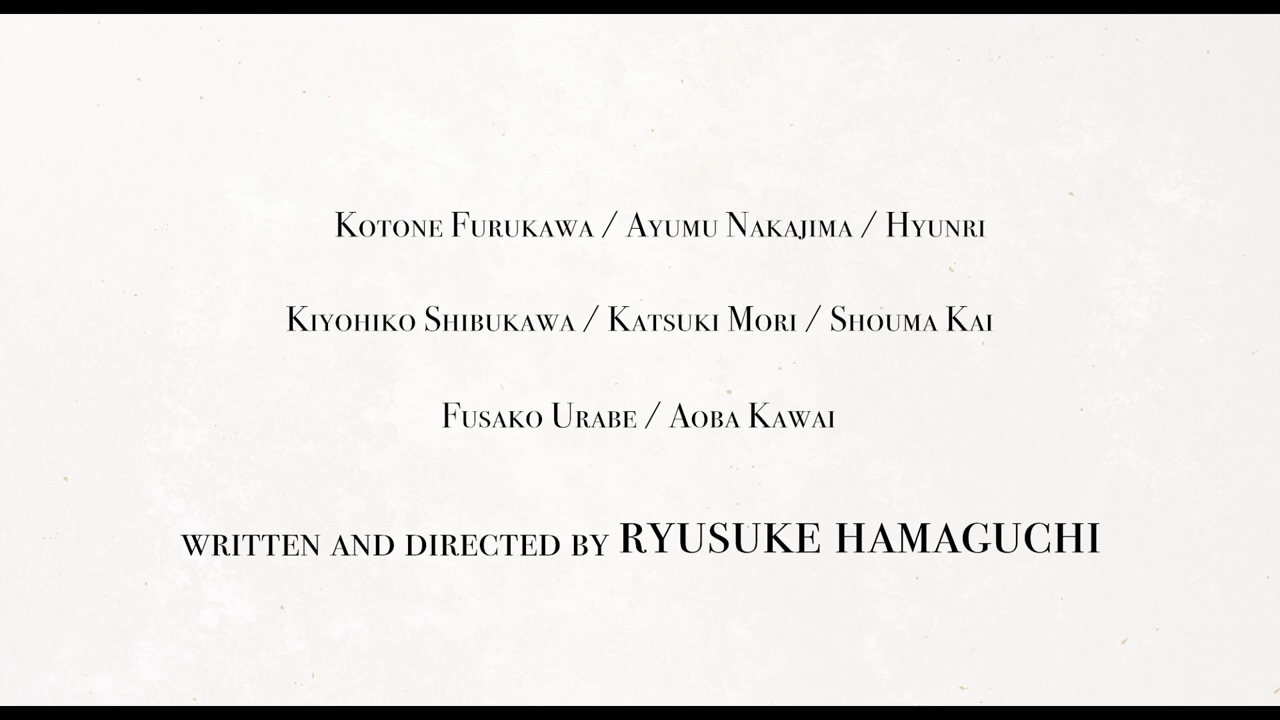 Kotone Furukawa / Ayumu Nakajima / Hyunri
Kiyohiko Shibukawa / Katsuki Mori / Shouma Kai
Fusako Urabe / Aoba Kawai
WRITTEN AND DIRECTED BY RYUSUKE HAMAGUCHI